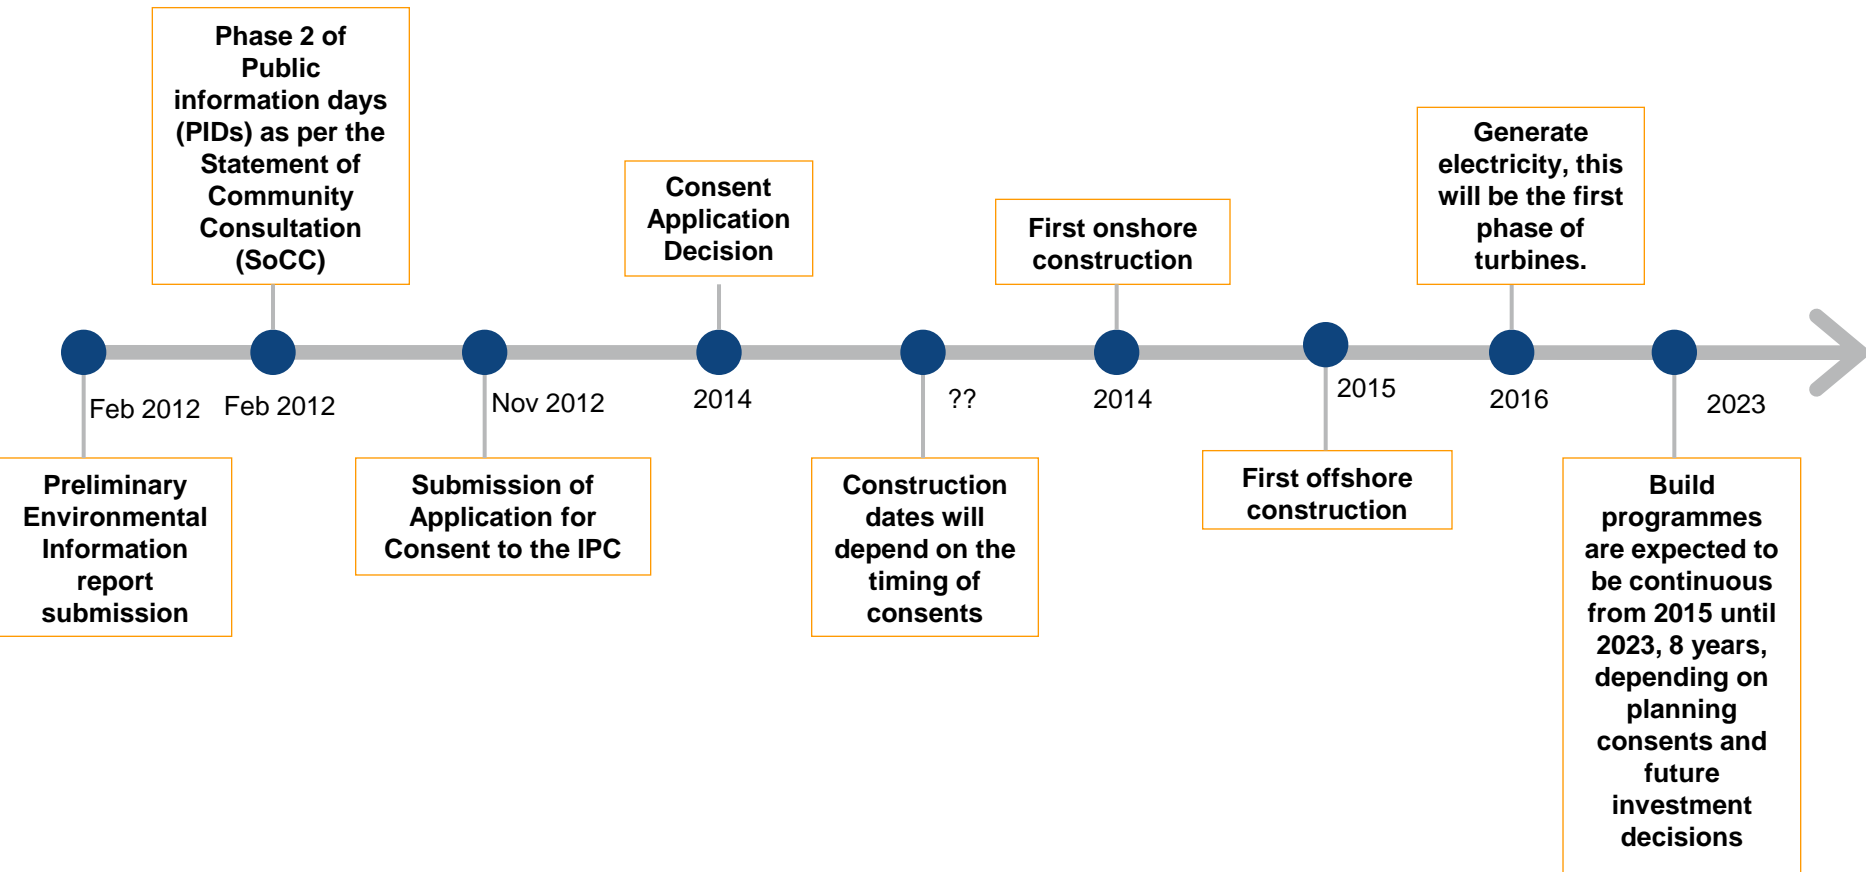 Phase 2 of
Public
information days
(PIDs) as per the
Statement of
Community
Consultation
(SoCC)
Consent
Application
Decision
First onshore
construction
Generate
electricity, this
will be the first
phase of
turbines.
Feb 2012
Feb 2012
Nov 2012
2014
??
2014
2015
2016
2023
Preliminary
Environmental
Information
report
submission
Submission of
Application for
Consent to the IPC
Construction
dates will
depend on the
timing of
consents
First offshore
construction
Build
programmes
are expected to
be continuous
from 2015 until
2023, 8 years,
depending on
planning
consents and
future
investment
decisions